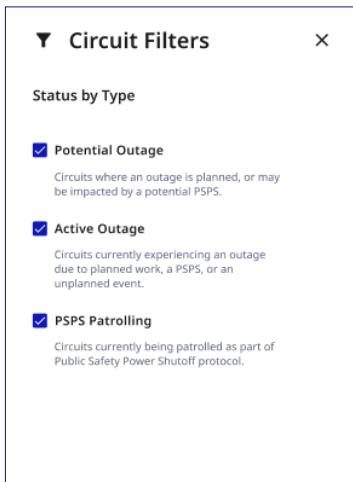 Circuit Filters
Status by Type
Potential Outage
Circuits where an outage is planned, or may
be impacted by a potential PSPS.
Active Outage
Circuits currently experiencing an outage
due to planned work, a PSPS, or an
unplanned event.
PSPS Patrolling
Circuits currently being patrolled as part of
Public Safety Power Shutoff protocol.